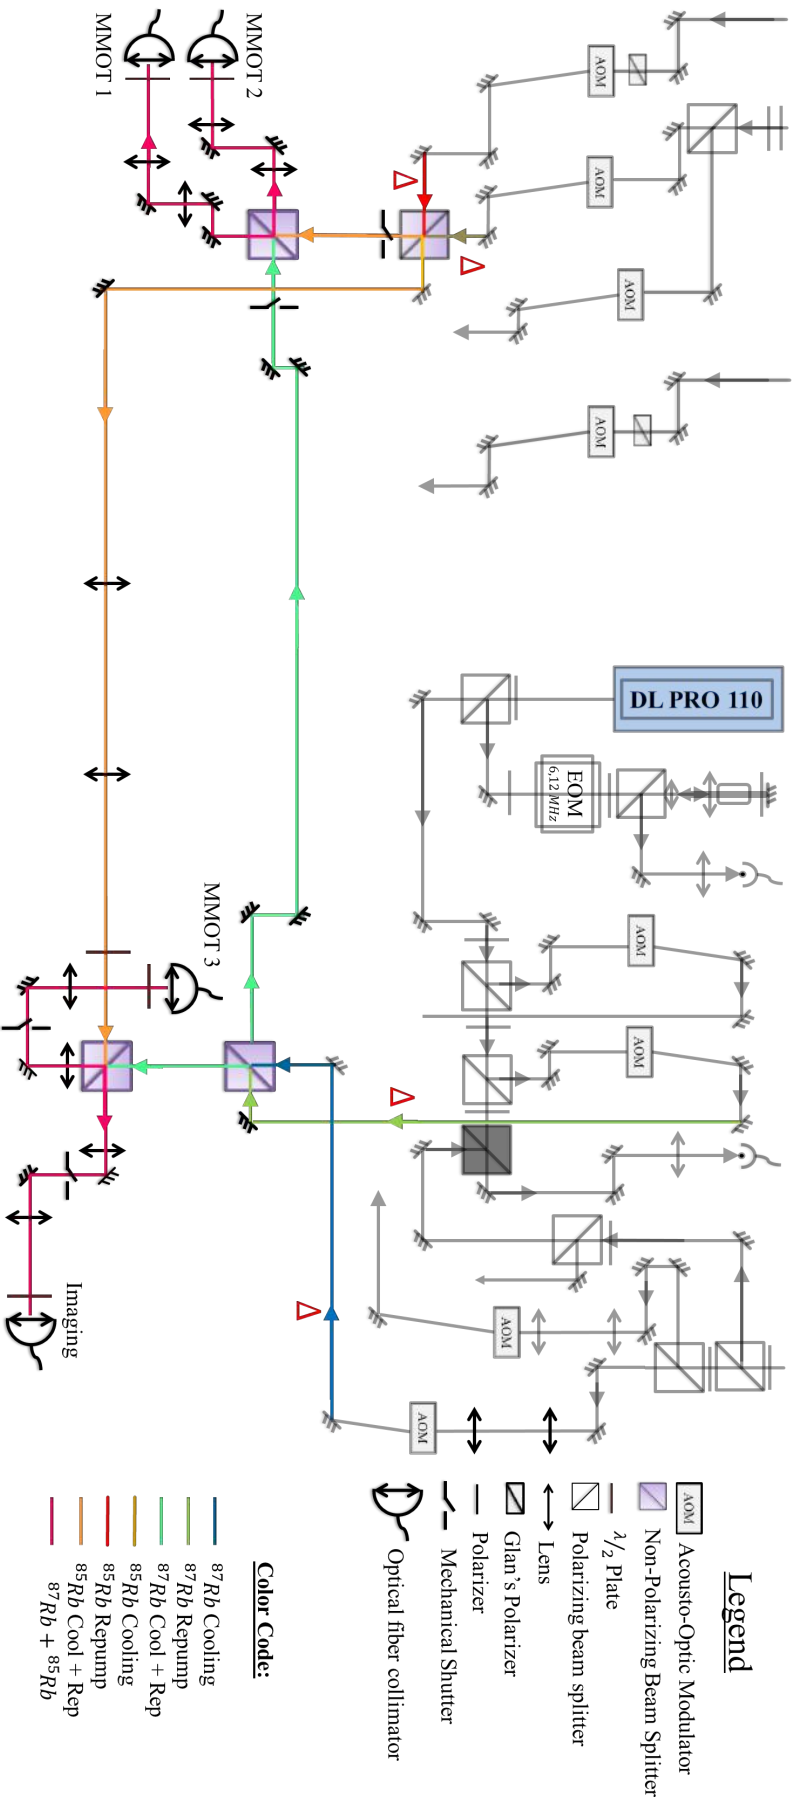 MMOT 1
MMOT 2
AOM
AOM
AOM
AOM
DL PRO 110
EOM
6,12 MHz
AOM
AOM
MMOT 3
AOM
AOM
Imaging
Legend
AOM Acousto-Optic Modulator
Non-Polarizing Beam Splitter
λ/2 Plate
Polarizing beam splitter
Lens
Glan's Polarizer
Polarizer
Mechanical Shutter
Optical fiber collimator
Color Code:
⁸⁷Rb Cooling
⁸⁷Rb Repump
⁸⁷Rb Cool + Rep
⁸⁵Rb Cooling
⁸⁵Rb Repump
⁸⁵Rb Cool + Rep
⁸⁷Rb + ⁸⁵Rb